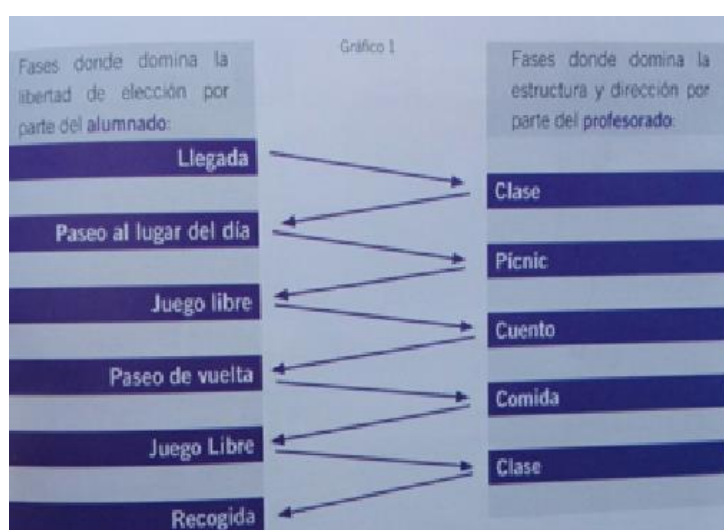 Gráfico 1
Fases donde domina la
libertad de elección por
parte del alumnado:
Llegada
Paseo al lugar del día
Juego libre
Paseo de vuelta
Juego Libre
Recogida
Fases donde domina la
estructura y dirección por
parte del profesorado:
Clase
Pícnic
Cuento
Comida
Clase